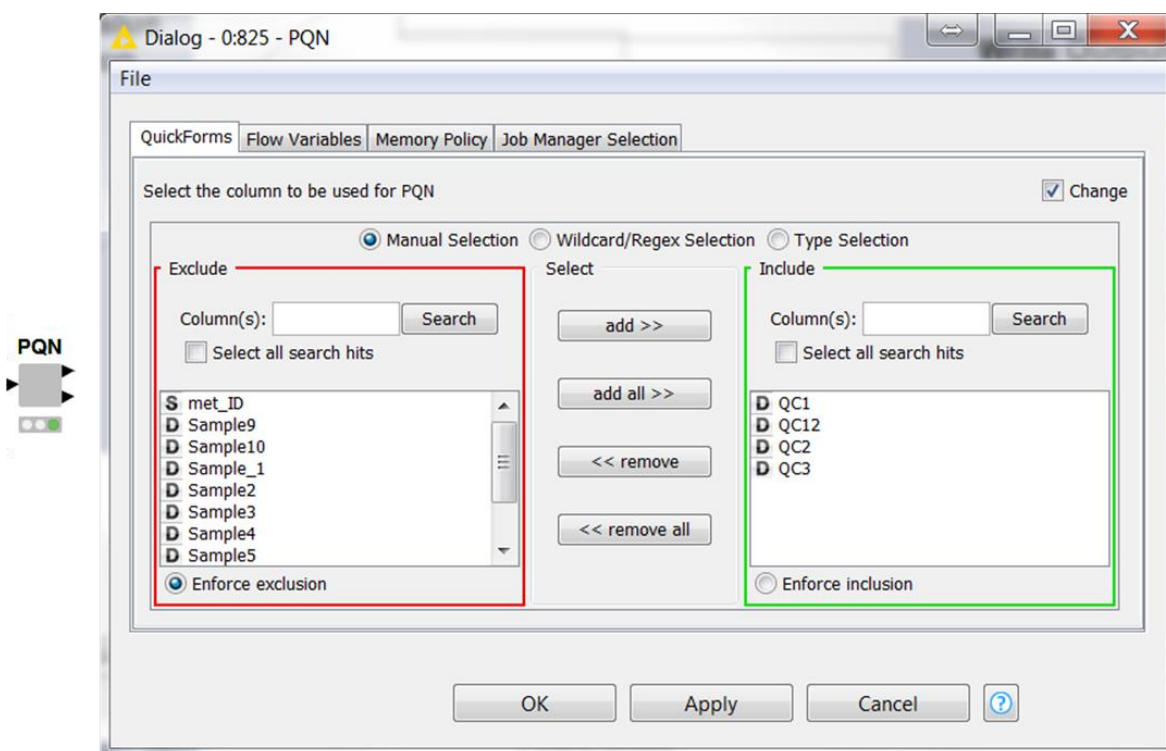 Dialog - 0:825 - PQN
File
QuickForms Flow Variables Memory Policy Job Manager Selection
Select the column to be used for PQN Change
Manual Selection Wildcard/Regex Selection Type Selection
Exclude Select Include
Column(s): Search add >> Column(s): Search
Select all search hits Select all search hits
PQN
add all >>
S met_ID D QC1
D Sample9 D QC12
D Sample10 D QC2
D Sample_1 << remove D QC3
D Sample2
D Sample3
D Sample4 << remove all
D Sample5
Enforce exclusion Enforce inclusion
OK Apply Cancel ?